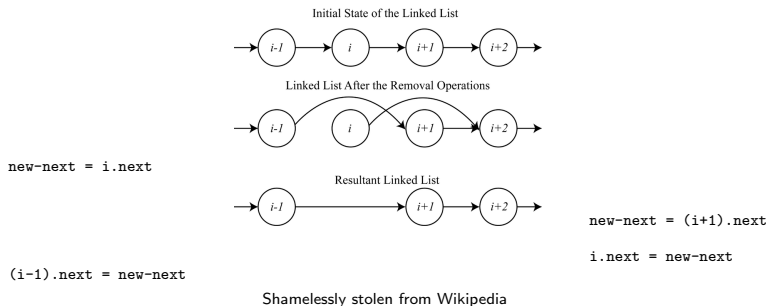 Initial State of the Linked List
i-1 i i+1 i+2
Linked List After the Removal Operations
i-1 i i+1 i+2
new-next = i.next
Resultant Linked List
i-1 i+1 i+2
new-next = (i+1).next
i.next = new-next
(i-1).next = new-next
Shamelessly stolen from Wikipedia